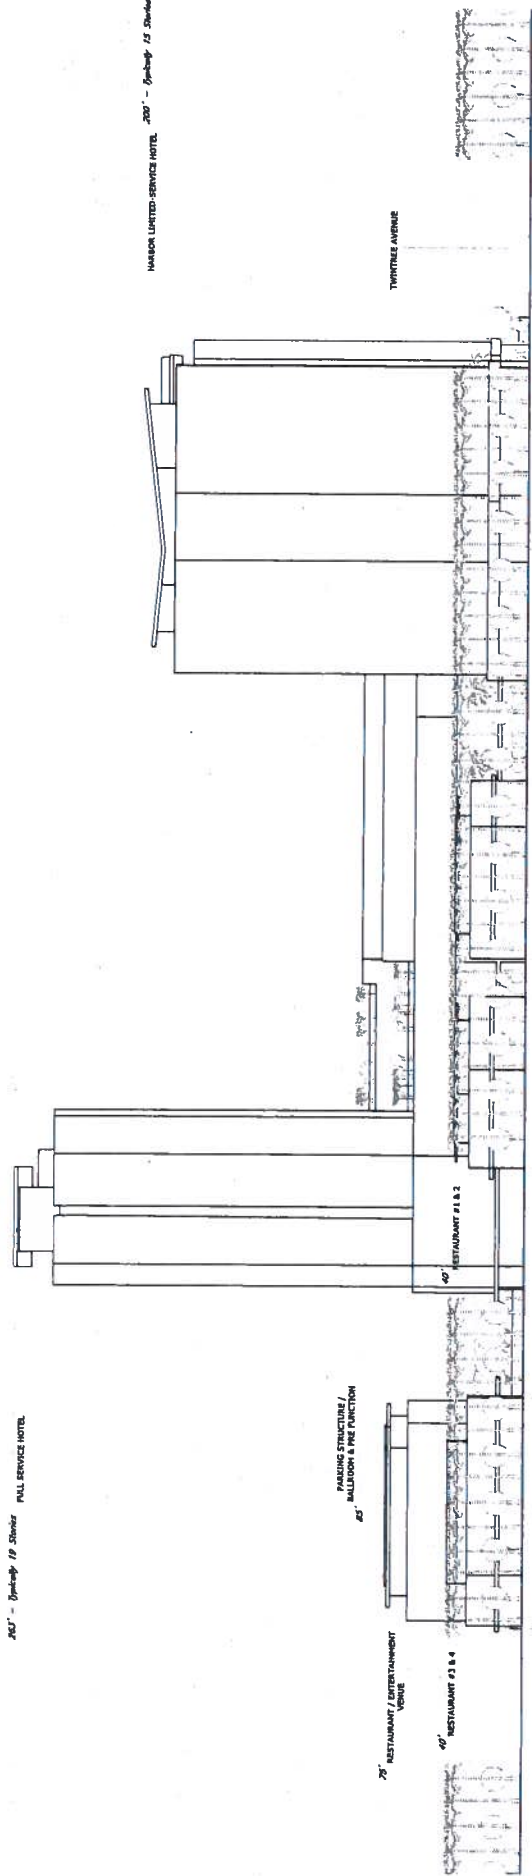 263' - Typically 19 Stories FULL SERVICE HOTEL
75' RESTAURANT / ENTERTAINMENT
VENUE
40'
RESTAURANT #3 & 4
PARKING STRUCTURE /
BALLROOM & PRE FUNCTION
85'
40'
RESTAURANT #1 & 2
HARBOR LIMITED-SERVICE HOTEL 200' - Typically 15 Stories
TWINTREE AVENUE